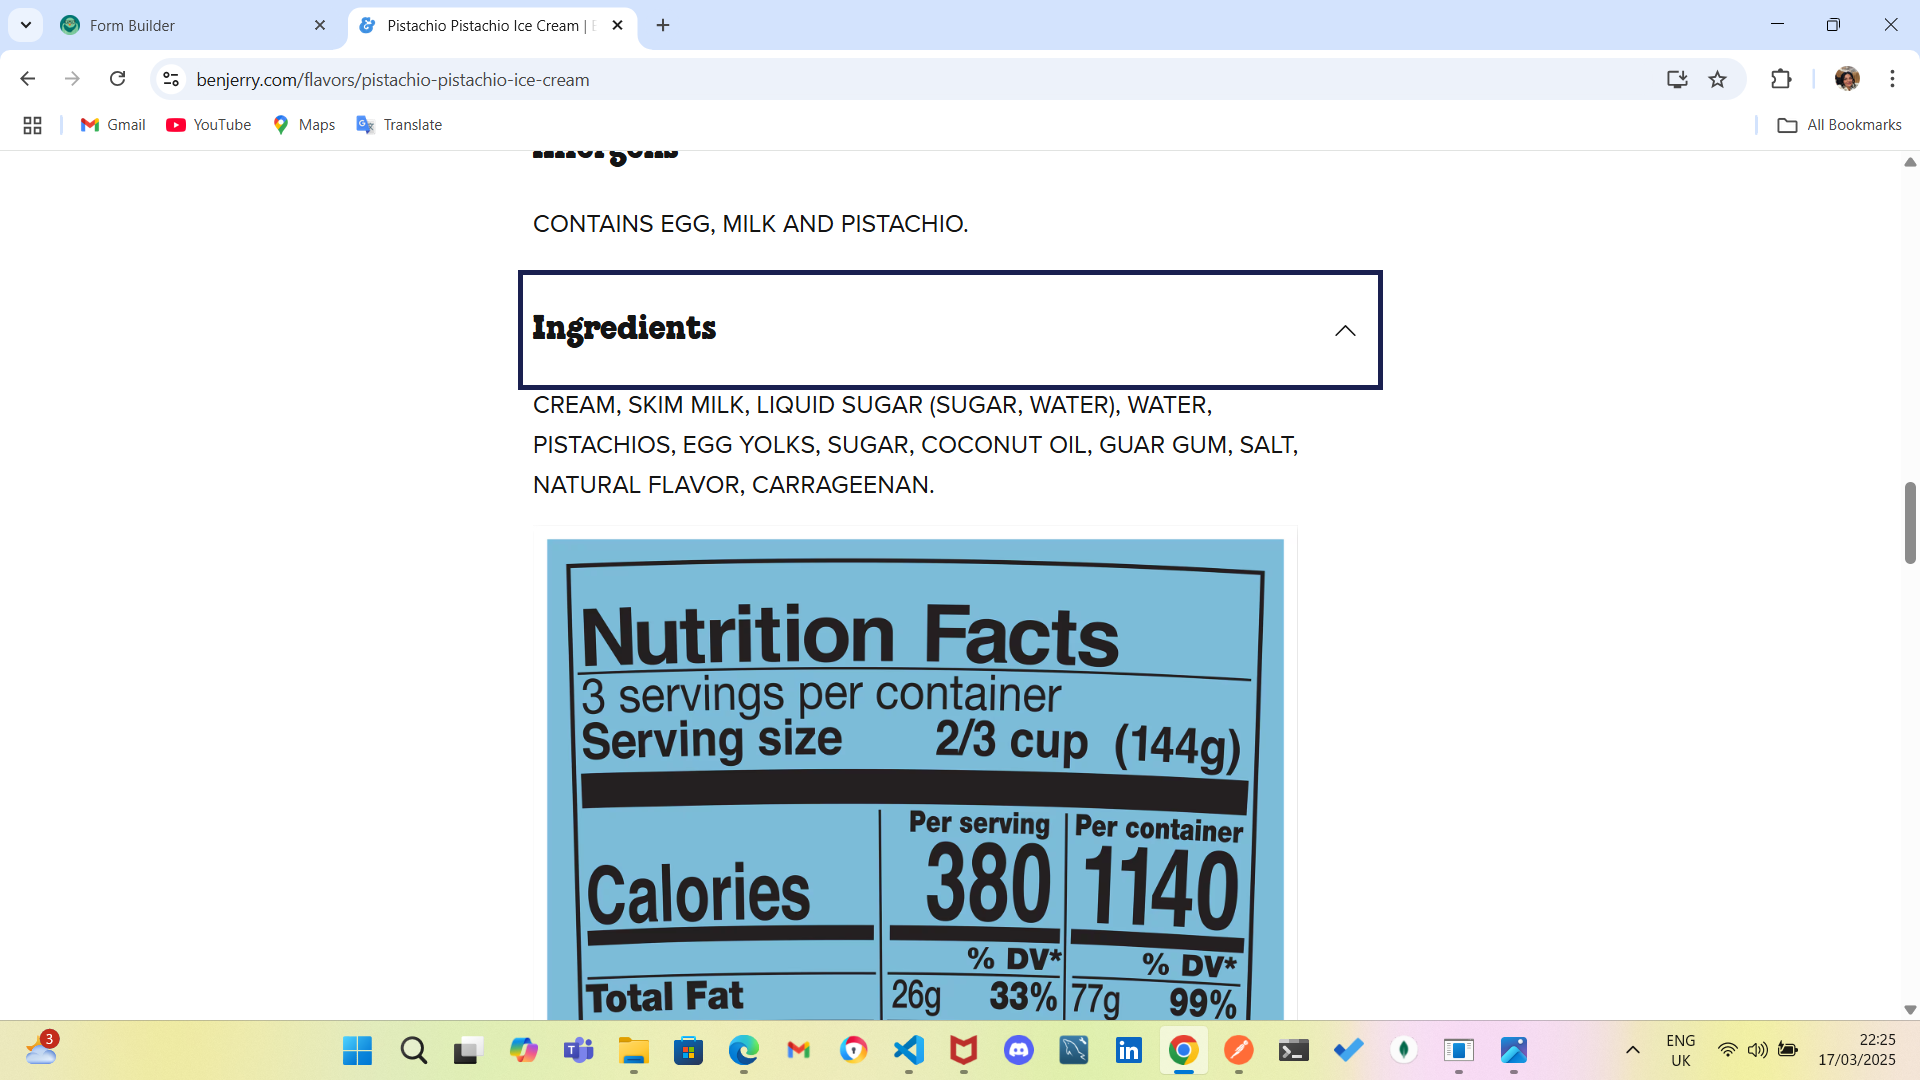 Form Builder
Pistachio Pistachio Ice Cream |
benjerry.com/flavors/pistachio-pistachio-ice-cream
Gmail
YouTube
Maps
Translate
All Bookmarks
Allergens
CONTAINS EGG, MILK AND PISTACHIO.
Ingredients
CREAM, SKIM MILK, LIQUID SUGAR (SUGAR, WATER), WATER,
PISTACHIOS, EGG YOLKS, SUGAR, COCONUT OIL, GUAR GUM, SALT,
NATURAL FLAVOR, CARRAGEENAN.
Nutrition Facts
3 servings per container
Serving size 2/3 cup (144g)
Per serving Per container
Calories 380 1140
% DV* % DV*
Total Fat 26g 33% 77g 99%
3
ENG
UK
22:25
17/03/2025